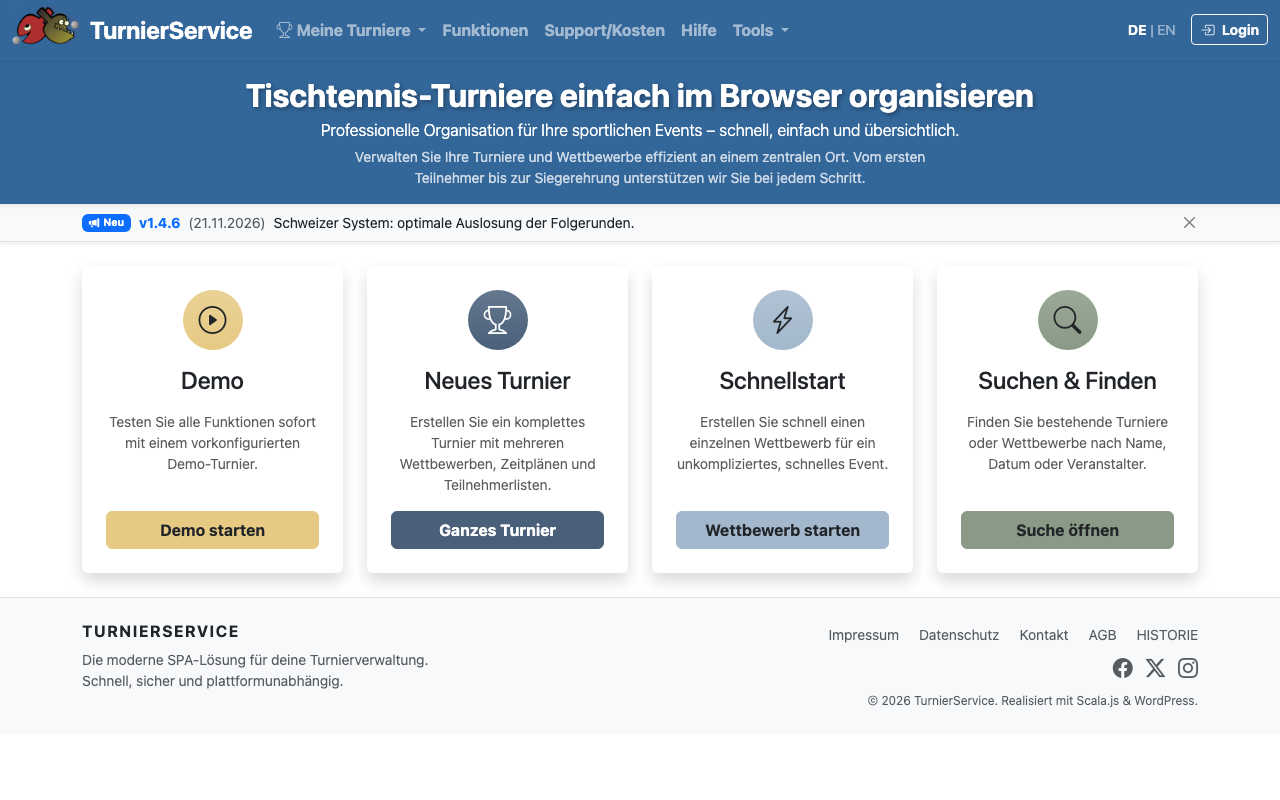 TurnierService
Meine Turniere
Funktionen
Support/Kosten
Hilfe
Tools
DE | EN
Login
Tischtennis-Turniere einfach im Browser organisieren
Professionelle Organisation für Ihre sportlichen Events – schnell, einfach und übersichtlich.
Verwalten Sie Ihre Turniere und Wettbewerbe effizient an einem zentralen Ort. Vom ersten
Teilnehmer bis zur Siegerehrung unterstützen wir Sie bei jedem Schritt.
Neu v1.4.6 (21.11.2026) Schweizer System: optimale Auslosung der Folgerunden.
Demo
Testen Sie alle Funktionen sofort
mit einem vorkonfigurierten
Demo-Turnier.
Demo starten
Neues Turnier
Erstellen Sie ein komplettes
Turnier mit mehreren
Wettbewerben, Zeitplänen und
Teilnehmerlisten.
Ganzes Turnier
Schnellstart
Erstellen Sie schnell einen
einzelnen Wettbewerb für ein
unkompliziertes, schnelles Event.
Wettbewerb starten
Suchen & Finden
Finden Sie bestehende Turniere
oder Wettbewerbe nach Name,
Datum oder Veranstalter.
Suche öffnen
TURNIERSERVICE
Die moderne SPA-Lösung für deine Turnierverwaltung.
Schnell, sicher und plattformunabhängig.
Impressum
Datenschutz
Kontakt
AGB
HISTORIE
© 2026 TurnierService. Realisiert mit Scala.js & WordPress.